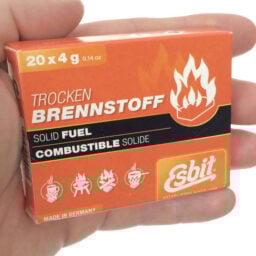 20 x 4 g 0.14 oz
TROCKEN
BRENNSTOFF
SOLID FUEL
COMBUSTIBLE SOLIDE
Esbit
MADE IN GERMANY